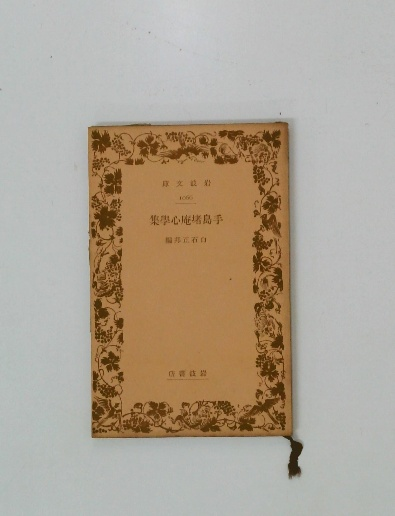 岩波文庫
手島堵庵心學集
白石正邦編
岩波書店